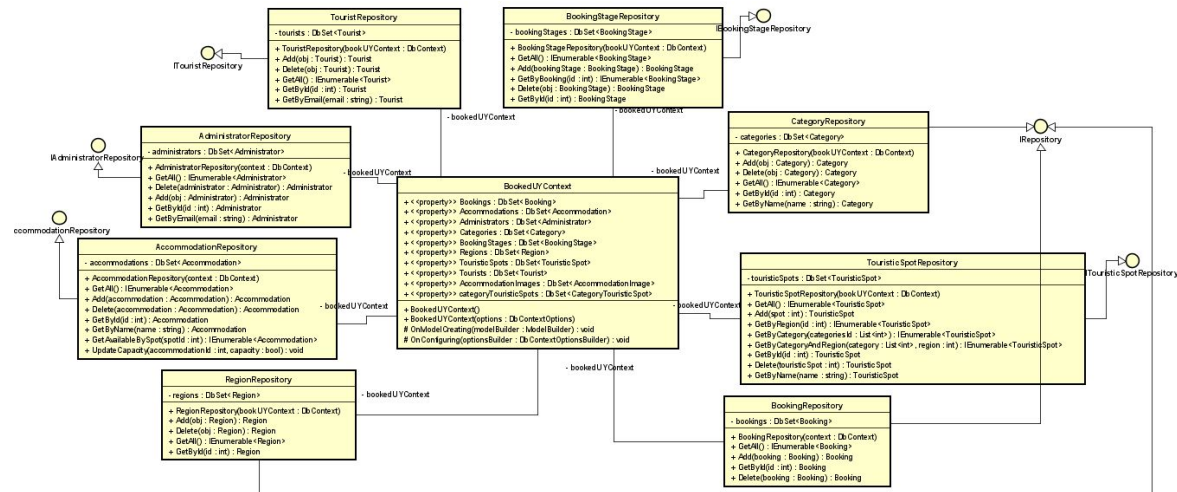 TouristRepository
- tourists : DbSet<Tourist>
+ TouristRepository(bookUYContext : DbContext)
+ Add(obj : Tourist) : Tourist
+ Delete(obj : Tourist) : Tourist
+ GetAll() : IEnumerable<Tourist>
+ GetById(id : int) : Tourist
+ GetByEmail(email : string) : Tourist
ITouristRepository
BookingStageRepository
- bookingStages : DbSet<BookingStage>
+ BookingStageRepository(bookUYContext : DbContext)
+ GetAll() : IEnumerable<BookingStage>
+ Add(bookingStage : BookingStage) : BookingStage
+ GetByBooking(id : int) : IEnumerable<BookingStage>
+ Delete(obj : BookingStage) : BookingStage
+ GetById(id : int) : BookingStage
IBookingStageRepository
- bookedUYContext
- bookedUYContext
AdministratorRepository
- administrators : DbSet<Administrator>
+ AdministratorRepository(context : DbContext)
+ GetAll() : IEnumerable<Administrator>
+ Delete(administrator : Administrator) : Administrator
+ Add(obj : Administrator) : Administrator
+ GetById(id : int) : Administrator
+ GetByEmail(email : string) : Administrator
IAdministratorRepository
- bookedUYContext
CategoryRepository
- categories : DbSet<Category>
+ CategoryRepository(bookUYContext : DbContext)
+ Add(obj : Category) : Category
+ Delete(obj : Category) : Category
+ GetAll() : IEnumerable<Category>
+ GetById(id : int) : Category
+ GetByName(name : string) : Category
IRepository
- bookedUYContext
BookedUYContext
+ <<property>> Bookings : DbSet<Booking>
+ <<property>> Accommodations : DbSet<Accommodation>
+ <<property>> Administrators : DbSet<Administrator>
+ <<property>> Categories : DbSet<Category>
+ <<property>> BookingStages : DbSet<BookingStage>
+ <<property>> Regions : DbSet<Region>
+ <<property>> TouristicSpots : DbSet<TouristicSpot>
+ <<property>> Tourists : DbSet<Tourist>
+ <<property>> AccommodationImages : DbSet<AccommodationImage>
+ <<property>> categoryTouristicSpots : DbSet<CategoryTouristicSpot>
+ BookedUYContext()
+ BookedUYContext(options : DbContextOptions)
# OnModelCreating(modelBuilder : ModelBuilder) : void
# OnConfiguring(optionsBuilder : DbContextOptionsBuilder) : void
ccommodationRepository
AccommodationRepository
- accommodations : DbSet<Accommodation>
+ AccommodationRepository(context : DbContext)
+ GetAll() : IEnumerable<Accommodation>
+ Add(accommodation : Accommodation) : Accommodation
+ Delete(accommodation : Accommodation) : Accommodation
+ GetById(id : int) : Accommodation
+ GetByName(name : string) : Accommodation
+ GetAvailableBySpot(spotId : int) : IEnumerable<Accommodation>
+ UpdateCapacity(accommodationId : int, capacity : bool) : void
- bookedUYContext
TouristicSpotRepository
- touristicSpots : DbSet<TouristicSpot>
+ TouristicSpotRepository(bookUYContext : DbContext)
+ GetAll() : IEnumerable<TouristicSpot>
+ Add(spot : int) : TouristicSpot
+ GetByRegion(id : int) : IEnumerable<TouristicSpot>
+ GetByCategory(categoriesId : List<int>) : IEnumerable<TouristicSpot>
+ GetByCategoryAndRegion(category : List<int>, region : int) : IEnumerable<TouristicSpot>
+ GetById(id : int) : TouristicSpot
+ Delete(touristicSpot : int) : TouristicSpot
+ GetByName(name : string) : TouristicSpot
ITouristicSpotRepository
- bookedUYContext
RegionRepository
- regions : DbSet<Region>
+ RegionRepository(bookUYContext : DbContext)
+ Add(obj : Region) : Region
+ Delete(obj : Region) : Region
+ GetAll() : IEnumerable<Region>
+ GetById(id : int) : Region
- bookedUYContext
- bookedUYContext
BookingRepository
- bookings : DbSet<Booking>
+ BookingRepository(context : DbContext)
+ GetAll() : IEnumerable<Booking>
+ Add(booking : Booking) : Booking
+ GetById(id : int) : Booking
+ Delete(booking : Booking) : Booking